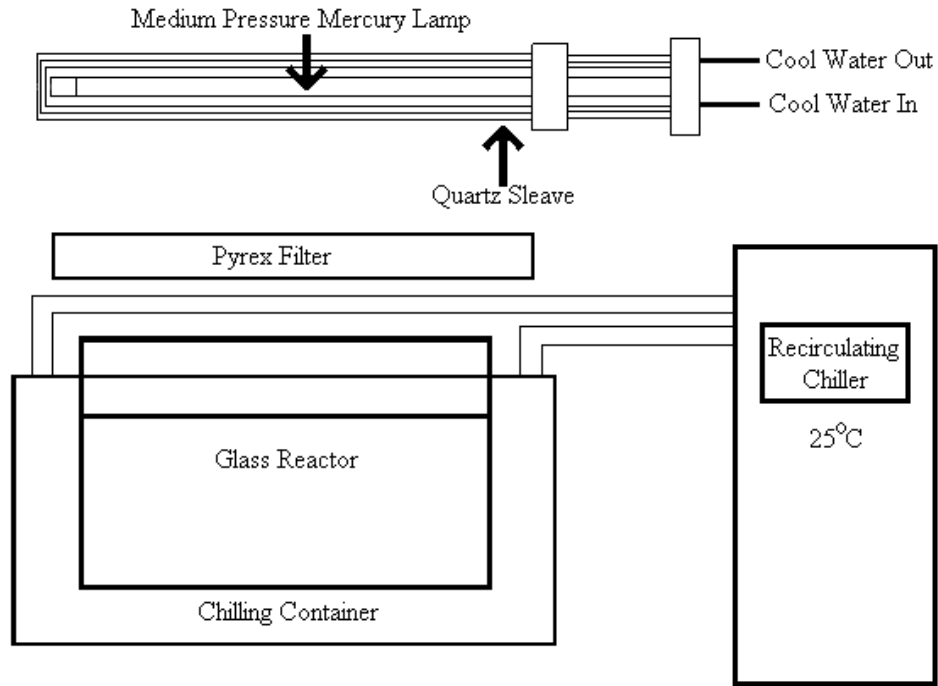 Medium Pressure Mercury Lamp
Cool Water Out
Cool Water In
Quartz Sleave
Pyrex Filter
Recirculating
Chiller
25°C
Glass Reactor
Chilling Container